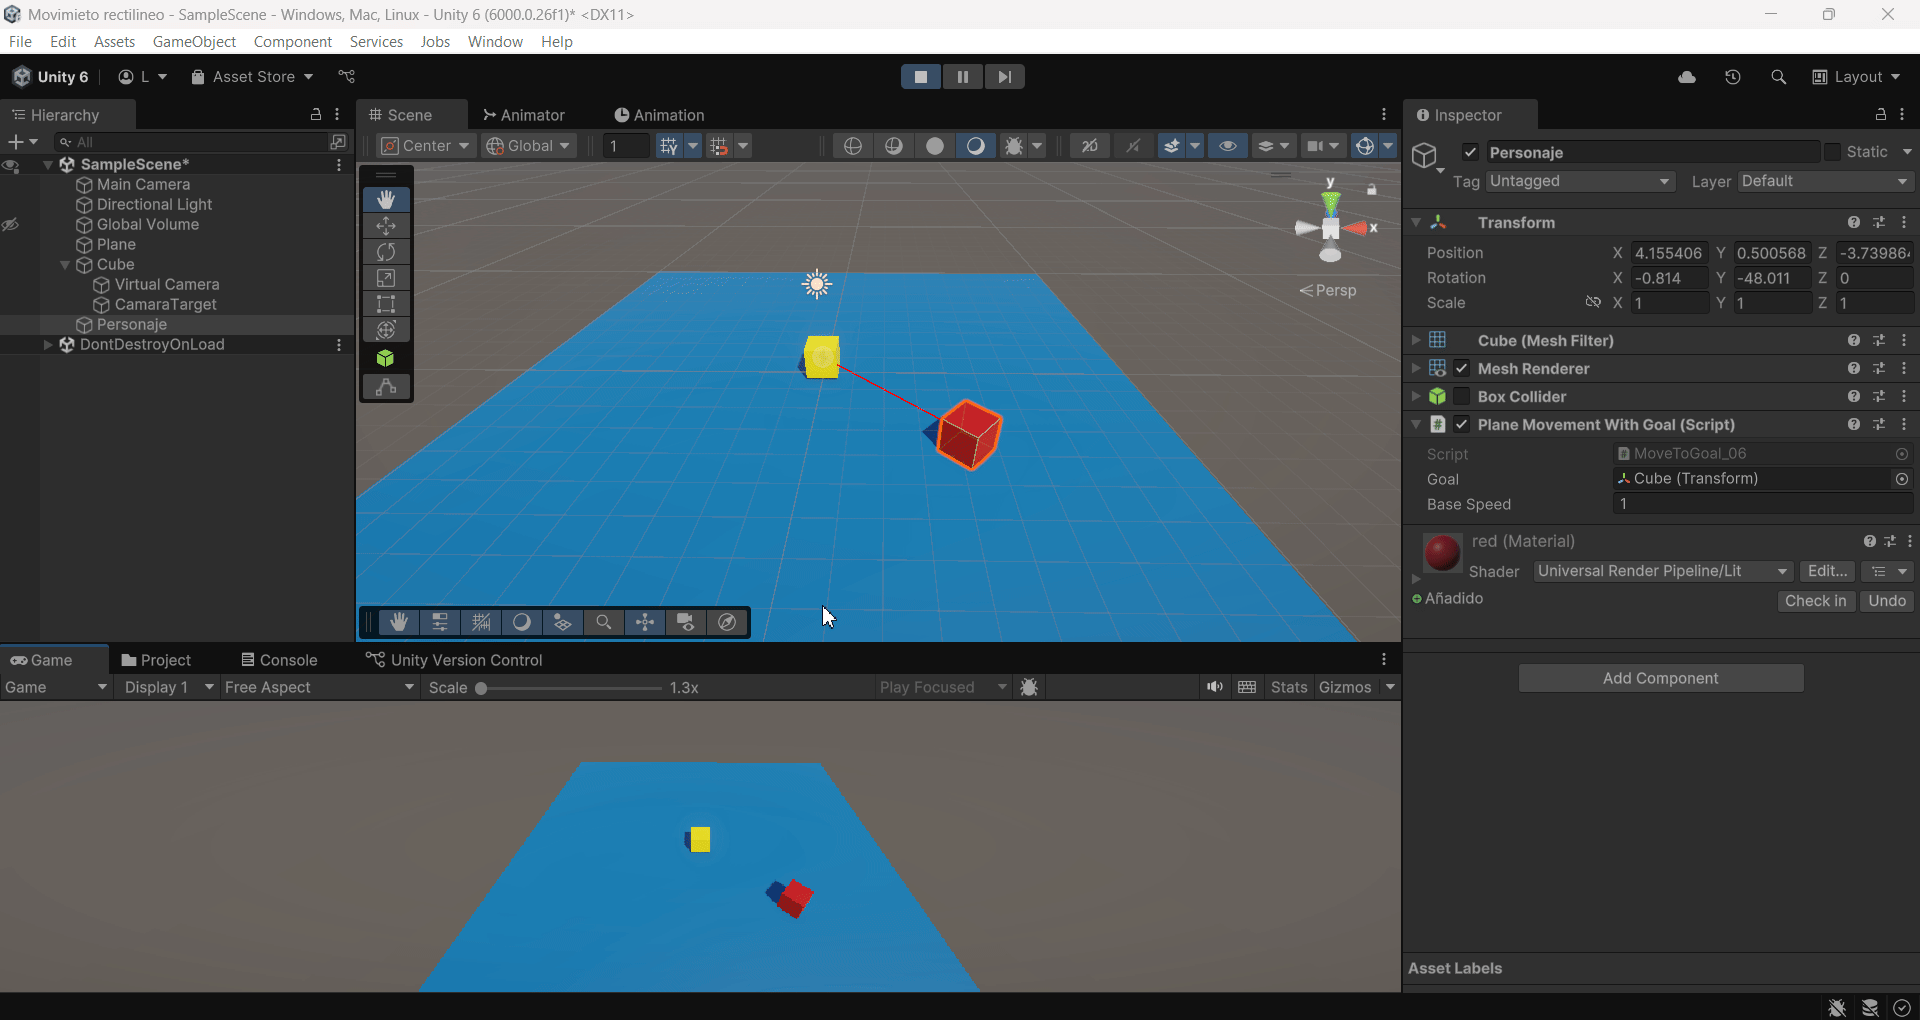 Movimieto rectilineo - SampleScene - Windows, Mac, Linux - Unity 6 (6000.0.26f1)* <DX11>
File Edit Assets GameObject Component Services Jobs Window Help
Unity 6 L Asset Store Layout
Hierarchy
All
SampleScene*
Main Camera
Directional Light
Global Volume
Plane
Cube
Virtual Camera
CamaraTarget
Personaje
DontDestroyOnLoad
Scene Animator Animation
Center Global 1 2D
y
x
Persp
Inspector
Personaje Static
Tag Untagged Layer Default
Transform
Position X 4.155406 Y 0.500568 Z -3.73986
Rotation X -0.814 Y -48.011 Z 0
Scale X 1 Y 1 Z 1
Cube (Mesh Filter)
Mesh Renderer
Box Collider
Plane Movement With Goal (Script)
Script MoveToGoal_06
Goal Cube (Transform)
Base Speed 1
red (Material)
Shader Universal Render Pipeline/Lit Edit...
Añadido Check in Undo
Add Component
Asset Labels
Game Project Console Unity Version Control
Game Display 1 Free Aspect Scale 1.3x Play Focused Stats Gizmos